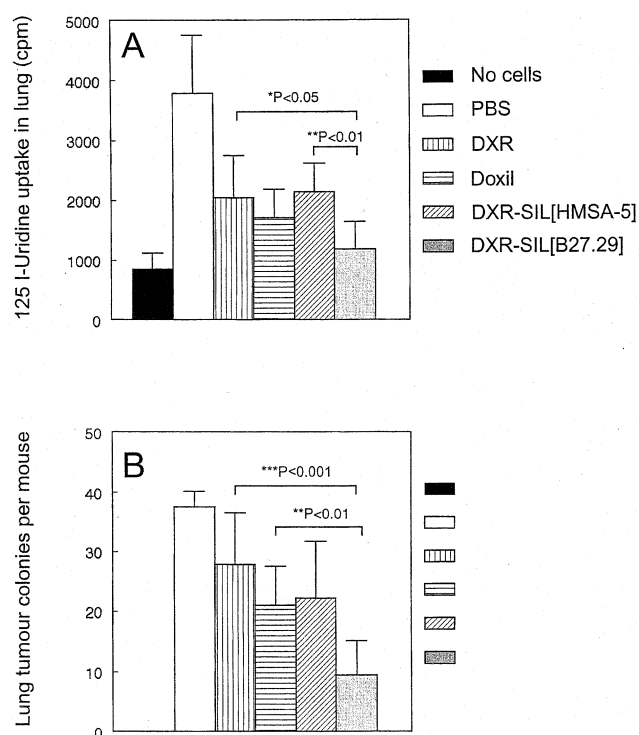 125 I-Uridine uptake in lung (cpm)
5000
4000
3000
2000
1000
0
A
*P<0.05
**P<0.01
No cells
PBS
DXR
Doxil
DXR-SIL[HMSA-5]
DXR-SIL[B27.29]
Lung tumour colonies per mouse
50
40
30
20
10
0
B
***P<0.001
**P<0.01